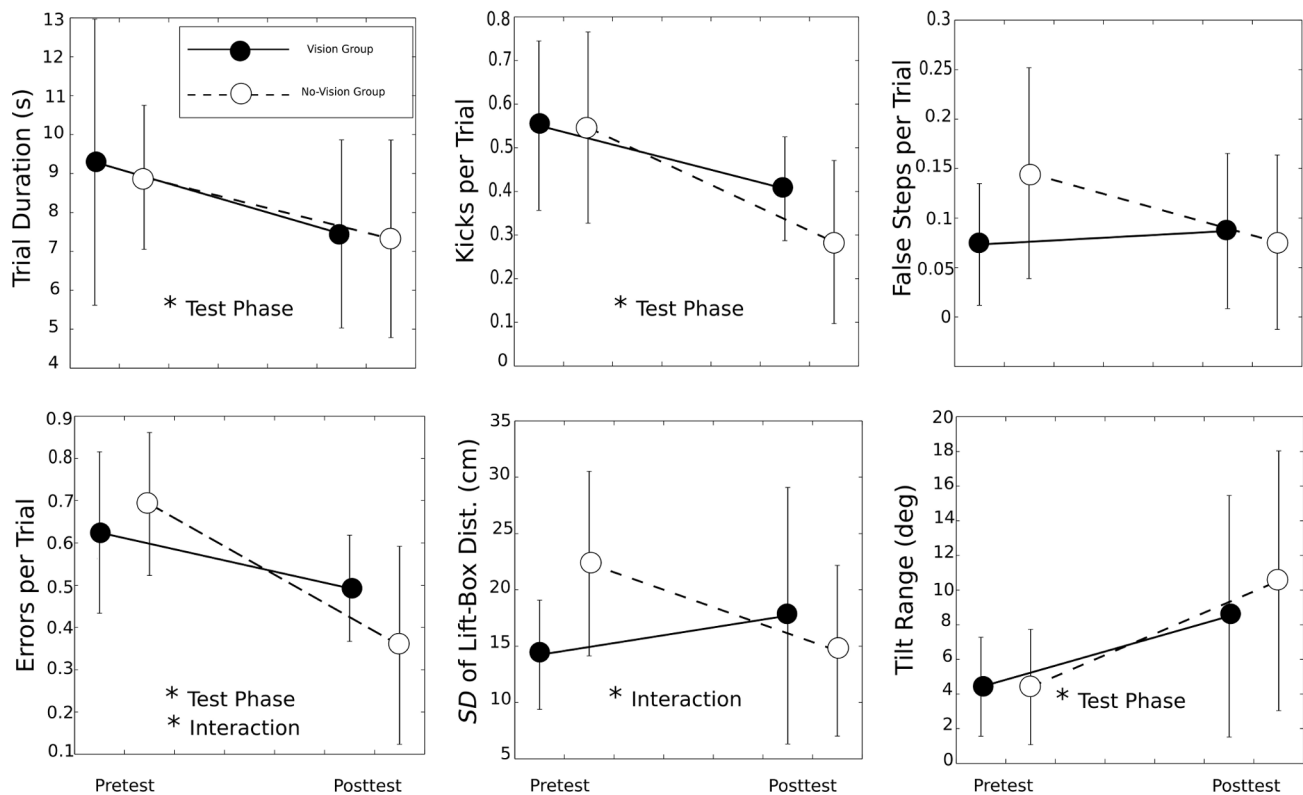 13
12
11
10
9
8
7
6
5
4
Trial Duration (s)
Vision Group
No-Vision Group
* Test Phase
0.8
0.7
0.6
0.5
0.4
0.3
0.2
0.1
0
Kicks per Trial
* Test Phase
0.3
0.25
0.2
0.15
0.1
0.05
0
False Steps per Trial
0.9
0.8
0.7
0.6
0.5
0.4
0.3
0.2
0.1
Errors per Trial
* Test Phase
* Interaction
Pretest
Posttest
35
30
25
20
15
10
5
SD of Lift-Box Dist. (cm)
* Interaction
Pretest
Posttest
20
18
16
14
12
10
8
6
4
2
0
Tilt Range (deg)
* Test Phase
Pretest
Posttest